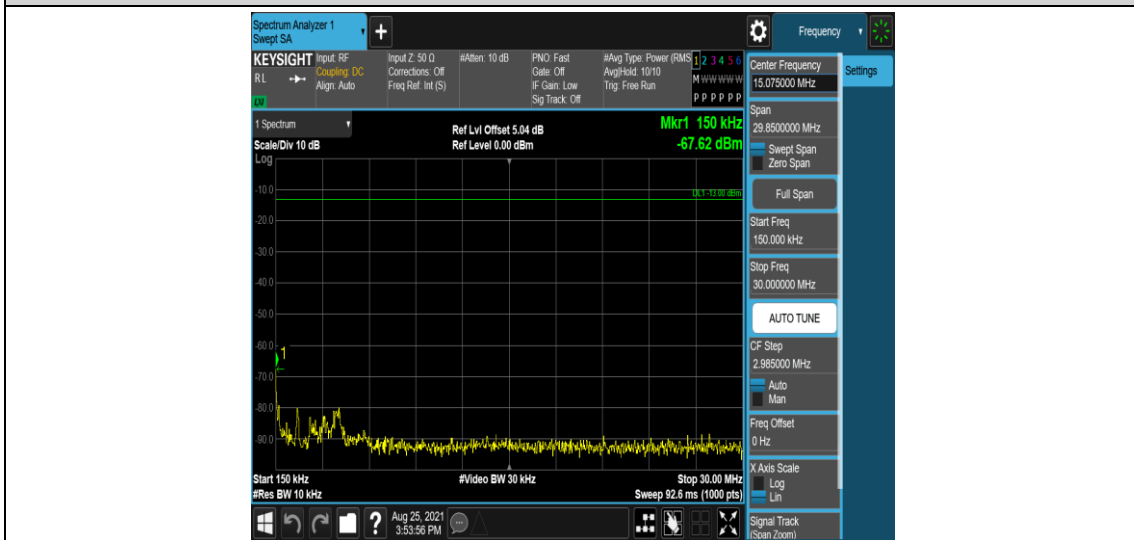 Spectrum Analyzer 1
Swept SA
+
Frequency
KEYSIGHT
RL
LXI
Input: RF
Coupling: DC
Align: Auto
Input Z: 50 Ω
Corrections: Off
Freq Ref: Int (S)
#Atten: 10 dB
PNO: Fast
Gate: Off
IF Gain: Low
Sig Track: Off
#Avg Type: Power (RMS
Avg|Hold: 10/10
Trig: Free Run
1 2 3 4 5 6
M W W W W W
P P P P P P
1 Spectrum
Scale/Div 10 dB
Log
Ref Lvl Offset 5.04 dB
Ref Level 0.00 dBm
Mkr1 150 kHz
-67.62 dBm
DL1 -13.00 dBm
-10.0
-20.0
-30.0
-40.0
-50.0
-60.0
1
-70.0
-80.0
-90.0
Start 150 kHz
#Video BW 30 kHz
Stop 30.00 MHz
#Res BW 10 kHz
Sweep 92.6 ms (1000 pts)
?
Aug 25, 2021
3:53:56 PM
Center Frequency
15.075000 MHz
Settings
Span
29.8500000 MHz
Swept Span
Zero Span
Full Span
Start Freq
150.000 kHz
Stop Freq
30.000000 MHz
AUTO TUNE
CF Step
2.985000 MHz
Auto
Man
Freq Offset
0 Hz
X Axis Scale
Log
Lin
Signal Track
(Span Zoom)